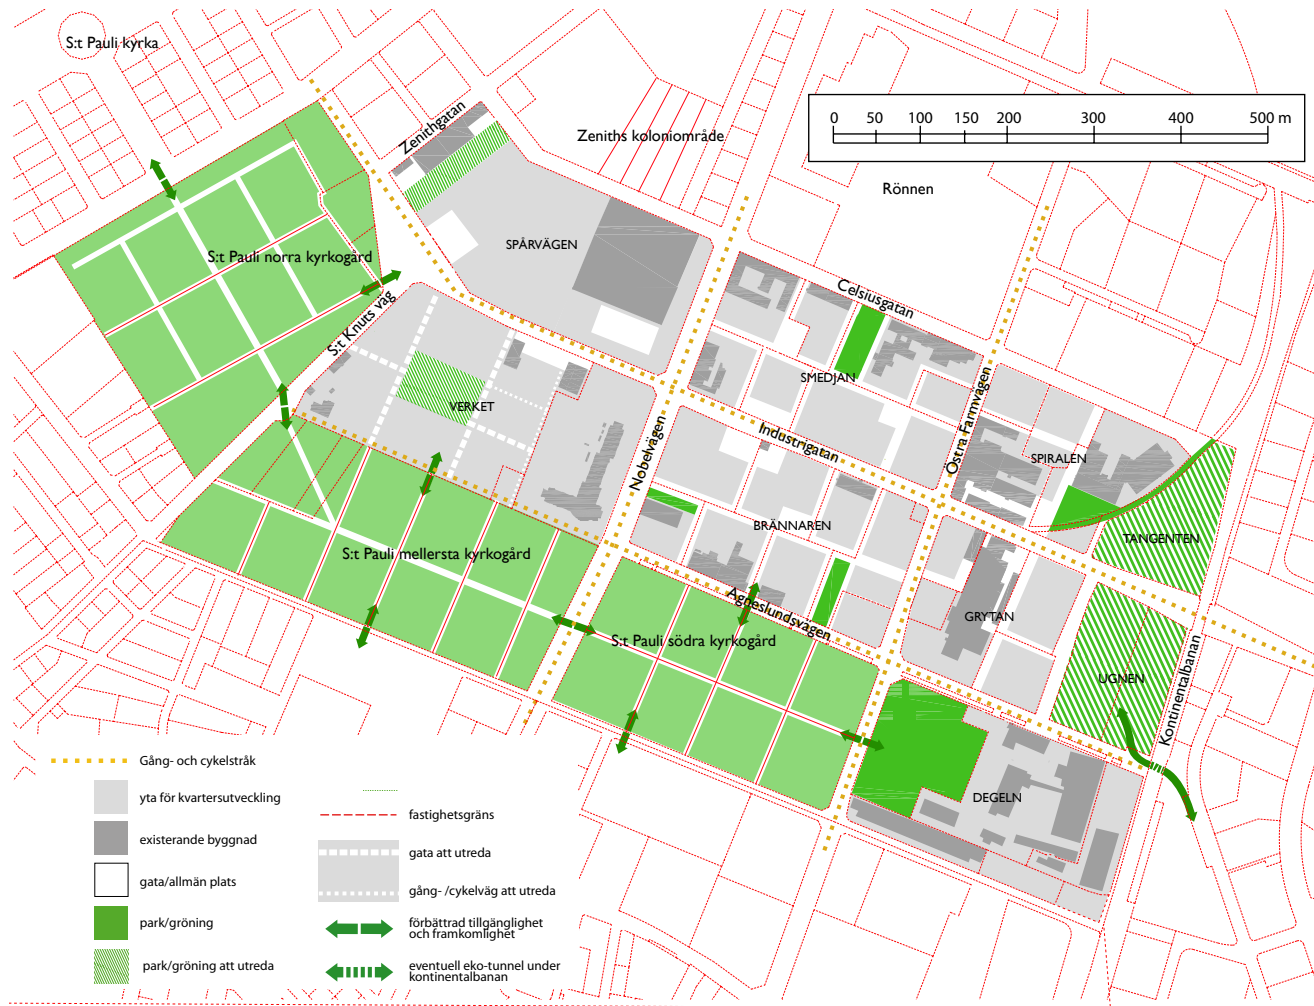 S:t Pauli kyrka
Zenithgatan
Zeniths koloniområde
0 50 100 150 200 300 400 500 m
Rönnen
SPÅRVÄGEN
S:t Pauli norra kyrkogård
S:t Knuts väg
Celsiusgatan
SMEDJAN
VERKET
Östra Farmvägen
Industrigatan
Nobelvägen
SPIRALEN
BRÄNNAREN
TANGENTEN
S:t Pauli mellersta kyrkogård
Agneslundsvägen
GRYTAN
S:t Pauli södra kyrkogård
UGNEN
Kontinentalbanan
DEGELN
Gång- och cykelstråk
yta för kvartersutveckling
existerande byggnad
gata/allmän plats
park/gröning
park/gröning att utreda
fastighetsgräns
gata att utreda
gång- /cykelväg att utreda
förbättrad tillgänglighet
och framkomlighet
eventuell eko-tunnel under
kontinentalbanan